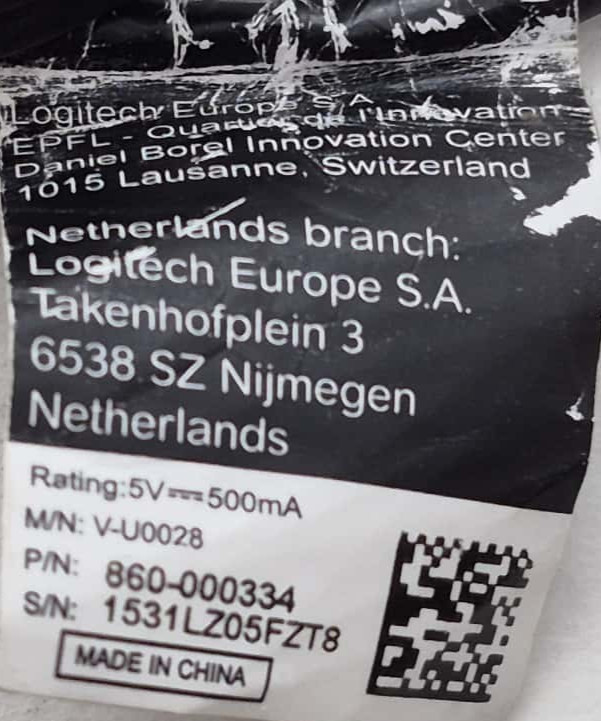 Logitech Europe S.A.
EPFL - Quartier de l'Innovation
Daniel Borel Innovation Center
1015 Lausanne, Switzerland
Netherlands branch:
Logitech Europe S.A.
Takenhofplein 3
6538 SZ Nijmegen
Netherlands
Rating:5V⎓500mA
M/N: V-U0028
P/N: 860-000334
S/N: 1531LZ05FZT8
MADE IN CHINA